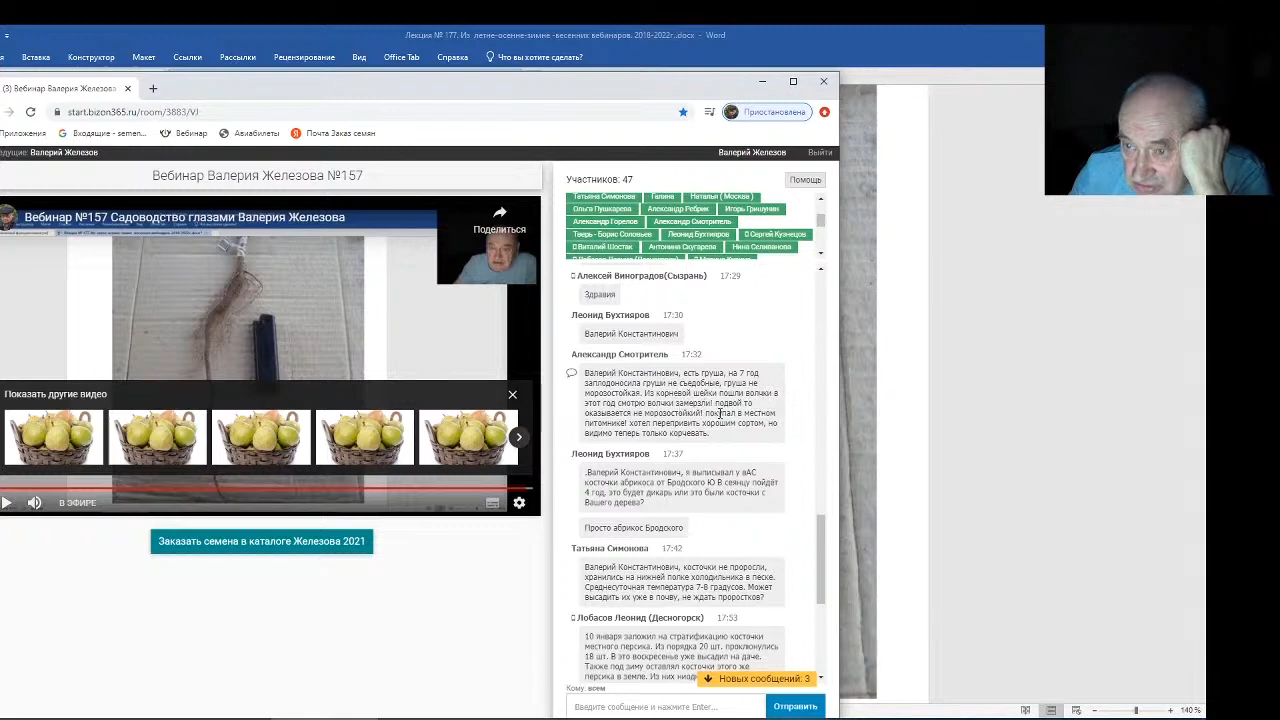 Лекция № 177. Из летне-осенне-зимне -весенних вебинаров. 2018-2022г..docx - Word
Вставка Конструктор Макет Ссылки Рассылки Рецензирование Вид Office Tab Справка Что вы хотите сделать?
(3) Вебинар Валерия Железова
start.bizon365.ru/room/3883/VJ
Приостановлена
Приложения Входящие - semen... Вебинар Авиабилеты Почта Заказ семян
едущие: Валерий Железов
Валерий Железов Выйти
Вебинар Валерия Железова №157
Участников: 47
Помощь
Татьяна Симонова Галина Наталья ( Москва )
Ольга Пушкарева Александр Ребрик Игорь Гришунин
Александр Горелов Александр Смотритель
Тверь - Борис Соловьев Леонид Бухтияров Сергей Кузнецов
Виталий Шостак Антонина Скугарева Нина Селиванова
Вебинар №157 Садоводство глазами Валерия Железова
Поделиться
Показать другие видео
В ЭФИРЕ
Заказать семена в каталоге Железова 2021
Алексей Виноградов(Сызрань) 17:29
Здравия
Леонид Бухтияров 17:30
Валерий Константинович
Александр Смотритель 17:32
Валерий Константинович, есть груша, на 7 год
заплодоносила груши не съедобные, груша не
морозостойкая. Из корневой шейки пошли волчки в
этот год смотрю волчки замерзли! подвой то
оказывается не морозостойкий! покупал в местном
питомнике! хотел перепривить хорошим сортом, но
видимо теперь только корчевать.
Леонид Бухтияров 17:37
.Валерий Константинович, я выписывал у вАС
косточки абрикоса от Бродского Ю В сеянцу пойдёт
4 год, это будет дикарь или это были косточки с
Вашего дерева?
Просто абрикос Бродского
Татьяна Симонова 17:42
Валерий Константинович, косточки не проросли,
хранились на нижней полке холодильника в песке.
Среднесуточная температура 7-8 градусов. Может
высадить их уже в почву, не ждать проростков?
Лобасов Леонид (Десногорск) 17:53
10 января заложил на стратификацию косточки
местного персика. Из порядка 20 шт. проклюнулись
18 шт. В это воскресенье уже высадил на даче.
Также под зиму оставлял косточки этого же
персика в земле. Из них
Новых сообщений: 3
Кому: всем
Введите сообщение и нажмите Enter...
Отправить
140 %